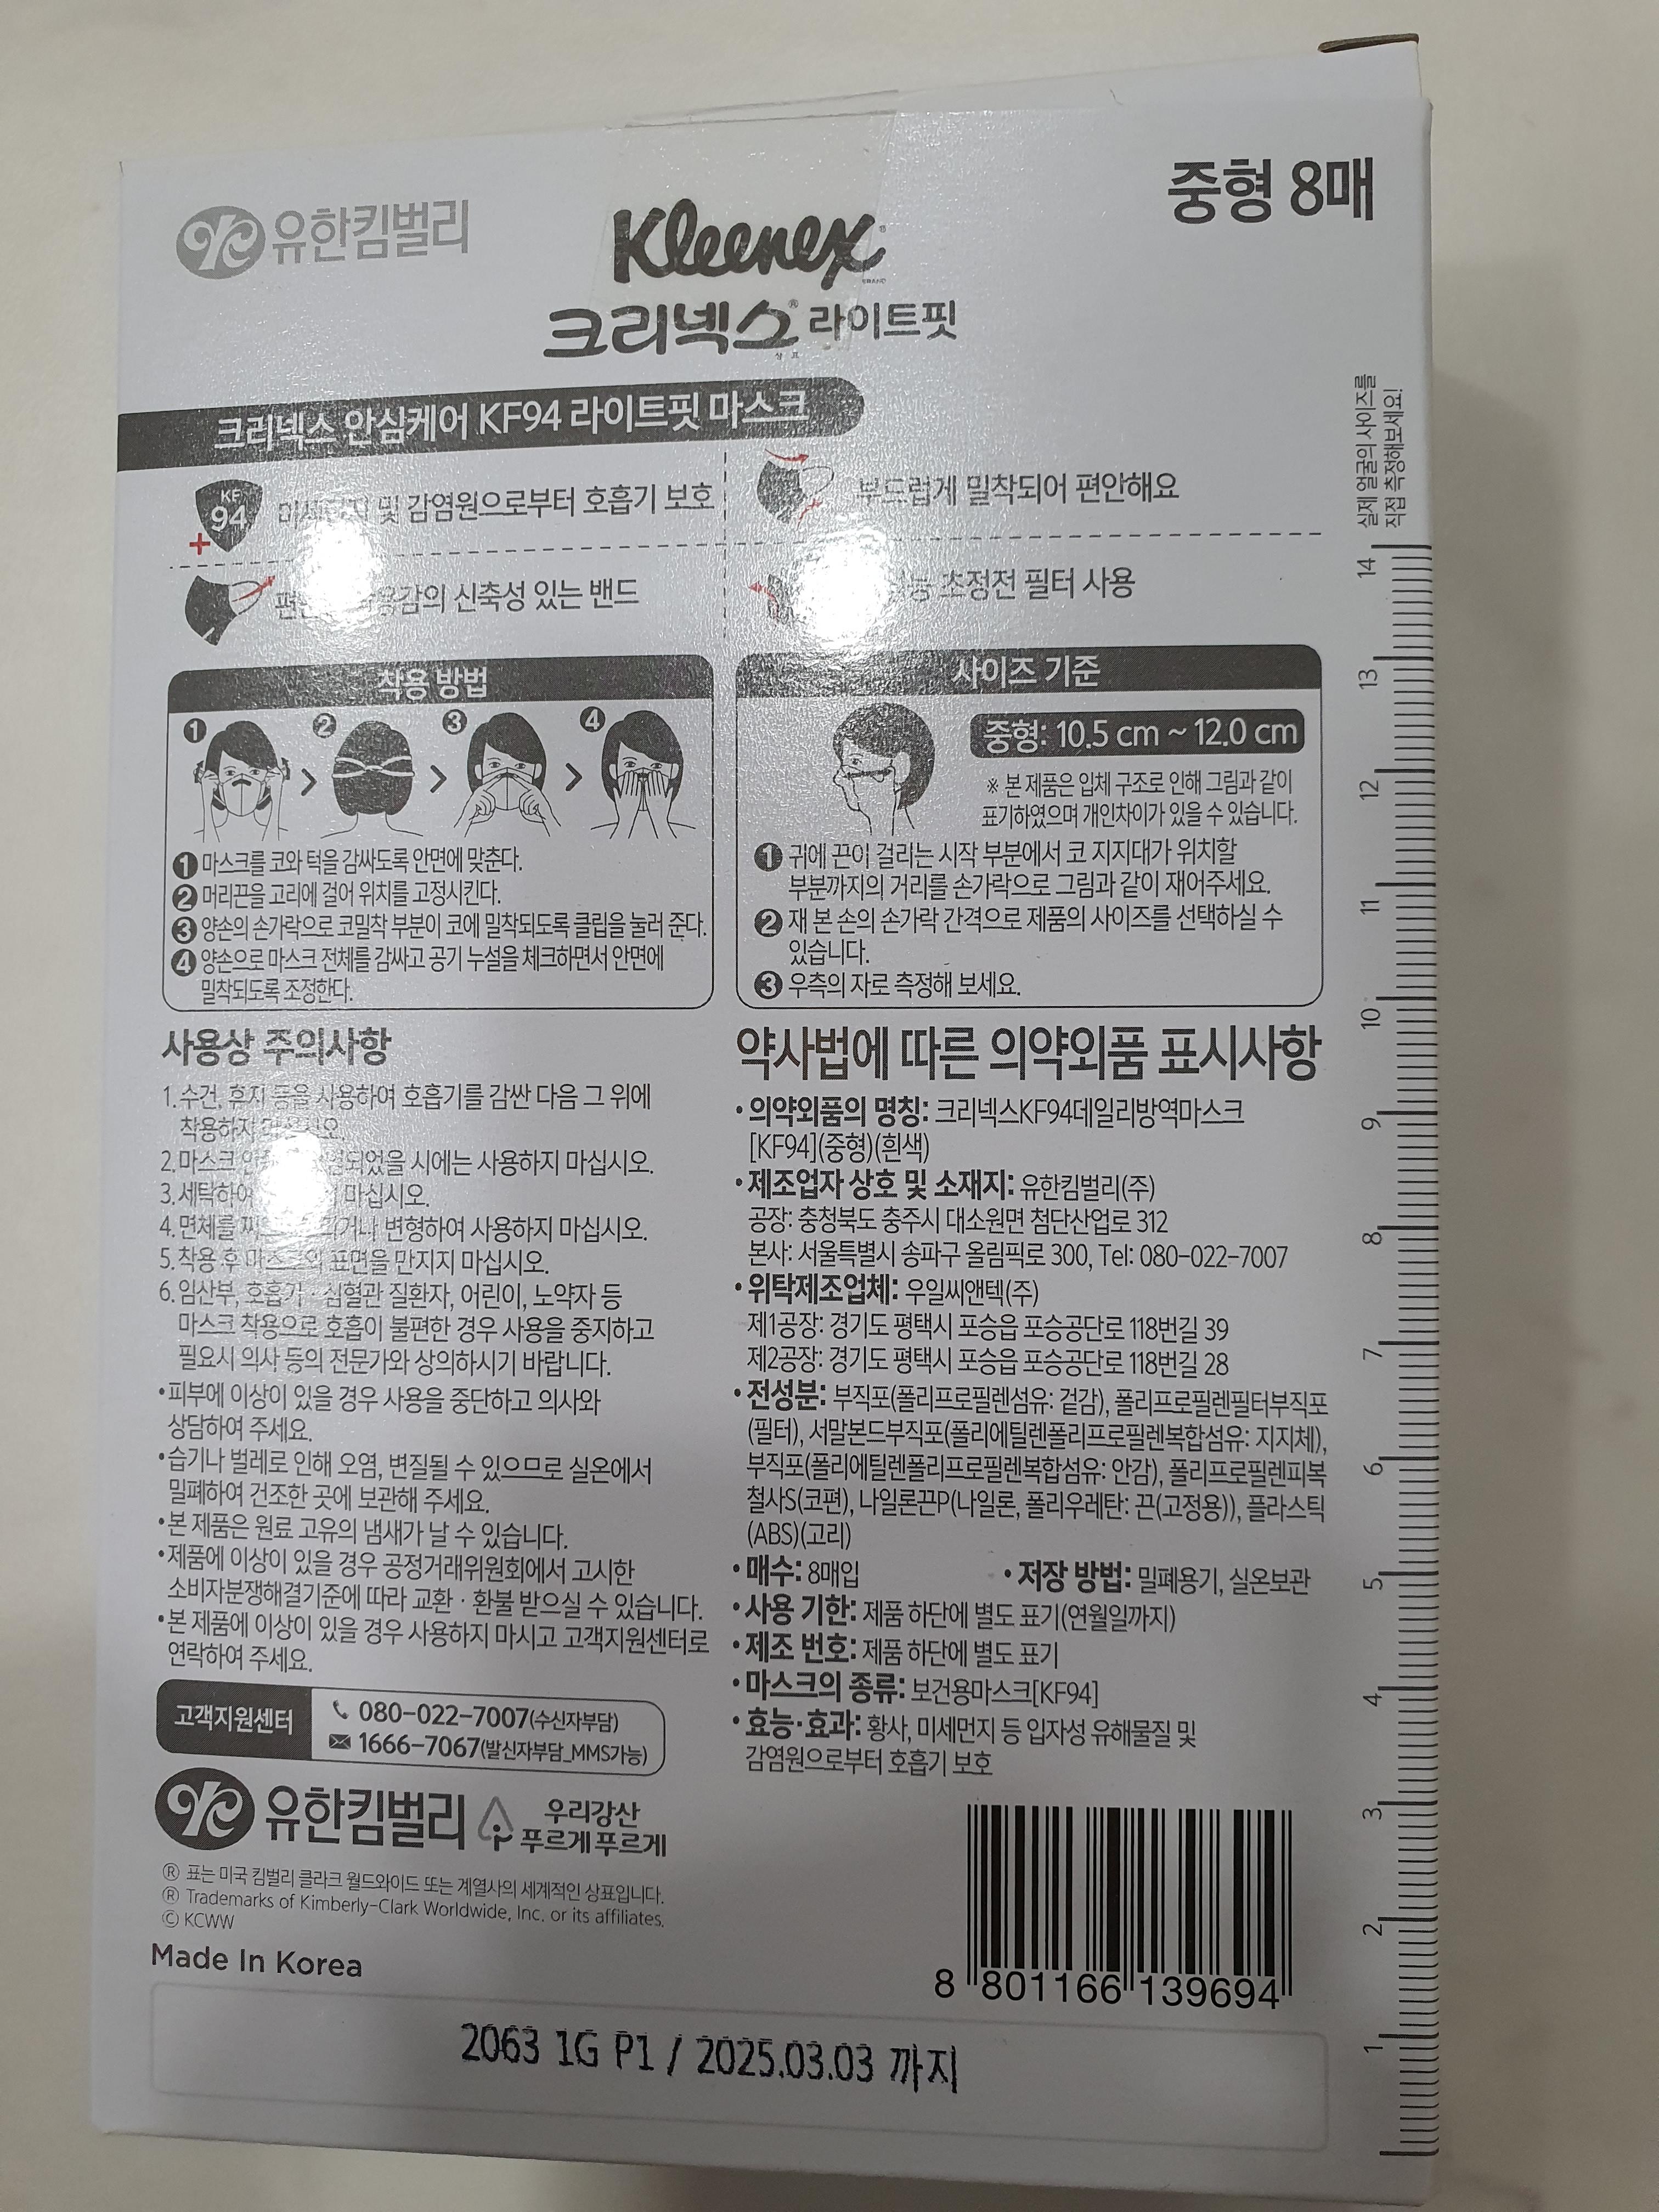 중형 8매
유한킴벌리
Kleenex®
BRAND
크리넥스® 라이트핏
상표
크리넥스 안심케어 KF94 라이트핏 마스크
KF
94
및 감염원으로부터 호흡기 보호
부드럽게 밀착되어 편안해요
신축성 있는 밴드
초정전 필터 사용
실제 얼굴의 사이즈를
직접 측정해보세요!
착용 방법
1 2 3 4
❶ 마스크를 코와 턱을 감싸도록 안면에 맞춘다.
❷ 머리끈을 고리에 걸어 위치를 고정시킨다.
❸ 양손의 손가락으로 코밀착 부분이 코에 밀착되도록 클립을 눌러 준다.
❹ 양손으로 마스크 전체를 감싸고 공기 누설을 체크하면서 안면에
밀착되도록 조정한다.
사이즈 기준
중형: 10.5 cm ~ 12.0 cm
※ 본 제품은 입체 구조로 인해 그림과 같이
표기하였으며 개인차이가 있을 수 있습니다.
❶ 귀에 끈이 걸리는 시작 부분에서 코 지지대가 위치할
부분까지의 거리를 손가락으로 그림과 같이 재어주세요.
❷ 재 본 손의 손가락 간격으로 제품의 사이즈를 선택하실 수
있습니다.
❸ 우측의 자로 측정해 보세요.
사용상 주의사항
1. 수건, 휴지 등을 사용하여 호흡기를 감싼 다음 그 위에
착용하지
2. 마스크 시에는 사용하지 마십시오.
3. 마십시오.
4. 면체를 변형하여 사용하지 마십시오.
5. 착용 후 표면을 만지지 마십시오.
6. 임산부, 호흡기 · 심혈관 질환자, 어린이, 노약자 등
마스크 착용으로 호흡이 불편한 경우 사용을 중지하고
필요시 의사 등의 전문가와 상의하시기 바랍니다.
•피부에 이상이 있을 경우 사용을 중단하고 의사와
상담하여 주세요.
•습기나 벌레로 인해 오염, 변질될 수 있으므로 실온에서
밀폐하여 건조한 곳에 보관해 주세요.
•본 제품은 원료 고유의 냄새가 날 수 있습니다.
•제품에 이상이 있을 경우 공정거래위원회에서 고시한
소비자분쟁해결기준에 따라 교환 · 환불 받으실 수 있습니다.
•본 제품에 이상이 있을 경우 사용하지 마시고 고객지원센터로
연락하여 주세요.
고객지원센터
080-022-7007(수신자부담)
1666-7067(발신자부담_MMS가능)
유한킴벌리
우리강산
푸르게 푸르게
® 표는 미국 킴벌리 클라크 월드와이드 또는 계열사의 세계적인 상표입니다.
® Trademarks of Kimberly-Clark Worldwide, Inc. or its affiliates.
© KCWW
Made In Korea
약사법에 따른 의약외품 표시사항
• 의약외품의 명칭: 크리넥스KF94데일리방역마스크
[KF94](중형)(흰색)
• 제조업자 상호 및 소재지: 유한킴벌리(주)
공장: 충청북도 충주시 대소원면 첨단산업로 312
본사: 서울특별시 송파구 올림픽로 300, Tel: 080-022-7007
• 위탁제조업체: 우일씨앤텍(주)
제1공장: 경기도 평택시 포승읍 포승공단로 118번길 39
제2공장: 경기도 평택시 포승읍 포승공단로 118번길 28
• 전성분: 부직포(폴리프로필렌섬유: 겉감), 폴리프로필렌필터부직포
(필터), 서말본드부직포(폴리에틸렌폴리프로필렌복합섬유: 지지체),
부직포(폴리에틸렌폴리프로필렌복합섬유: 안감), 폴리프로필렌피복
철사S(코편), 나일론끈P(나일론, 폴리우레탄: 끈(고정용)), 플라스틱
(ABS)(고리)
• 매수: 8매입 • 저장 방법: 밀폐용기, 실온보관
• 사용 기한: 제품 하단에 별도 표기(연월일까지)
• 제조 번호: 제품 하단에 별도 표기
• 마스크의 종류: 보건용마스크[KF94]
• 효능·효과: 황사, 미세먼지 등 입자성 유해물질 및
감염원으로부터 호흡기 보호
8 801166 139694
2063 1G P1 / 2025.03.03 까지
14
13
12
11
10
9
8
7
6
5
4
3
2
1